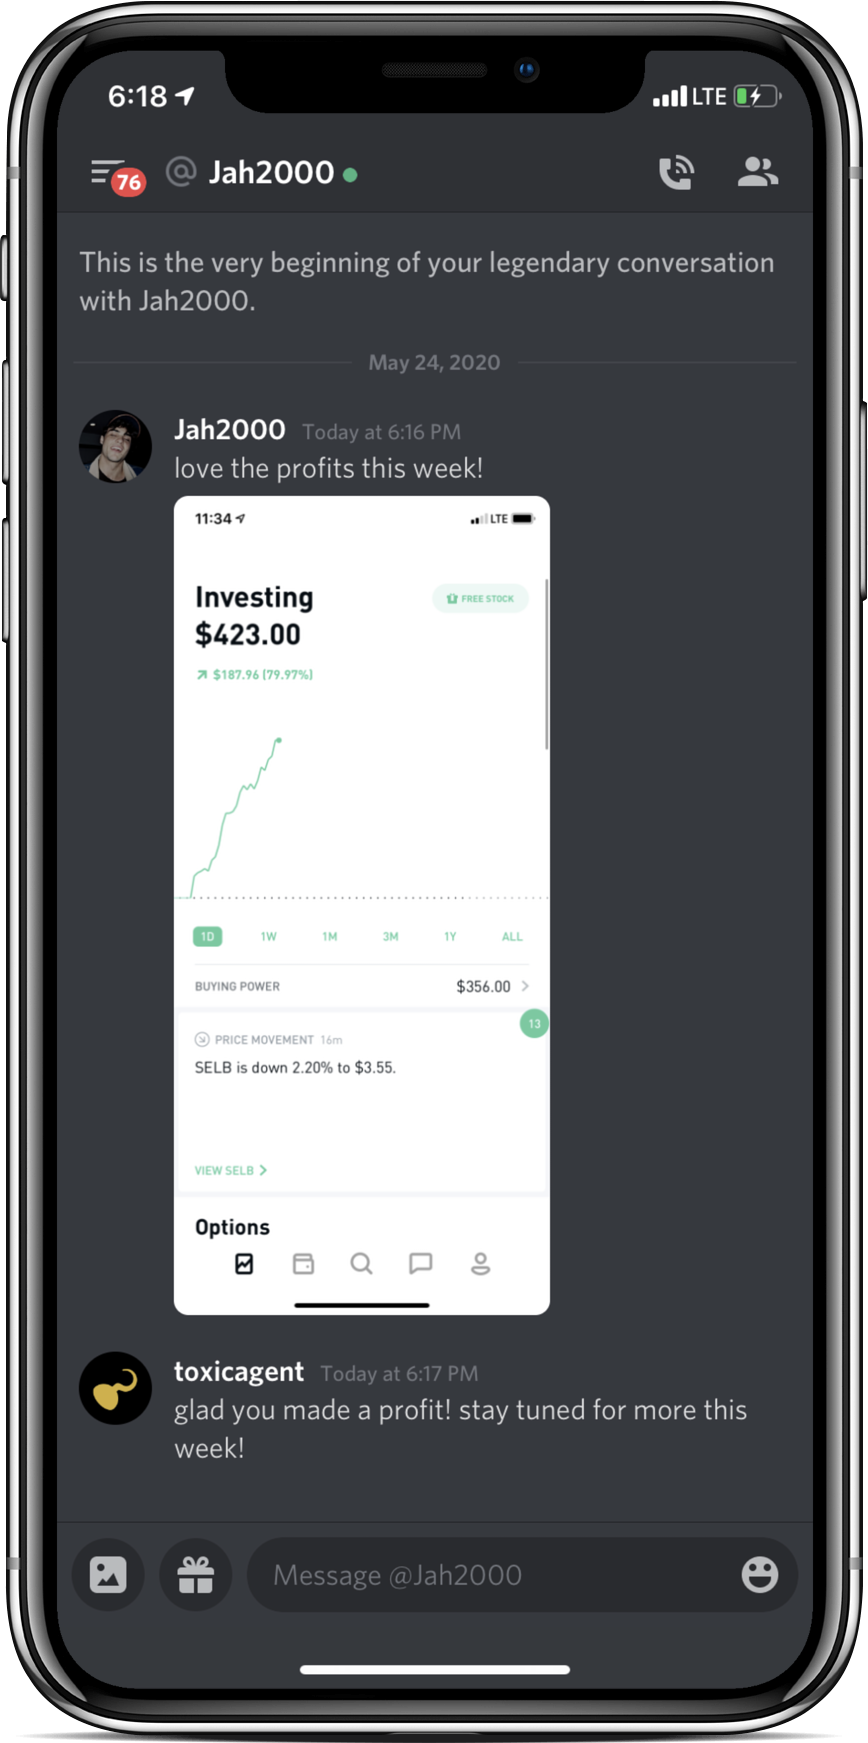 6:18 LTE
76 @ Jah2000
This is the very beginning of your legendary conversation
with Jah2000.
May 24, 2020
Jah2000 Today at 6:16 PM
love the profits this week!
11:34 LTE
Investing
FREE STOCK
$423.00
$187.96 (79.97%)
1D 1W 1M 3M 1Y ALL
BUYING POWER $356.00
13
PRICE MOVEMENT 16m
SELB is down 2.20% to $3.55.
VIEW SELB
Options
toxicagent Today at 6:17 PM
glad you made a profit! stay tuned for more this
week!
Message @Jah2000